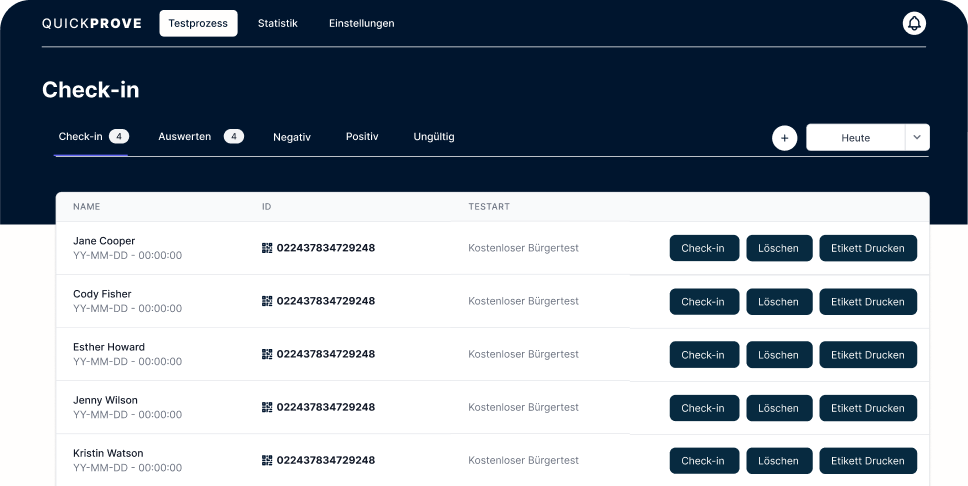 QUICKPROVE Testprozess Statistik Einstellungen
Check-in
Check-in 4 Auswerten 4 Negativ Positiv Ungültig + Heute
NAME ID TESTART
Jane Cooper
YY-MM-DD - 00:00:00
022437834729248 Kostenloser Bürgertest Check-in Löschen Etikett Drucken
Cody Fisher
YY-MM-DD - 00:00:00
022437834729248 Kostenloser Bürgertest Check-in Löschen Etikett Drucken
Esther Howard
YY-MM-DD - 00:00:00
022437834729248 Kostenloser Bürgertest Check-in Löschen Etikett Drucken
Jenny Wilson
YY-MM-DD - 00:00:00
022437834729248 Kostenloser Bürgertest Check-in Löschen Etikett Drucken
Kristin Watson
YY-MM-DD - 00:00:00
022437834729248 Kostenloser Bürgertest Check-in Löschen Etikett Drucken